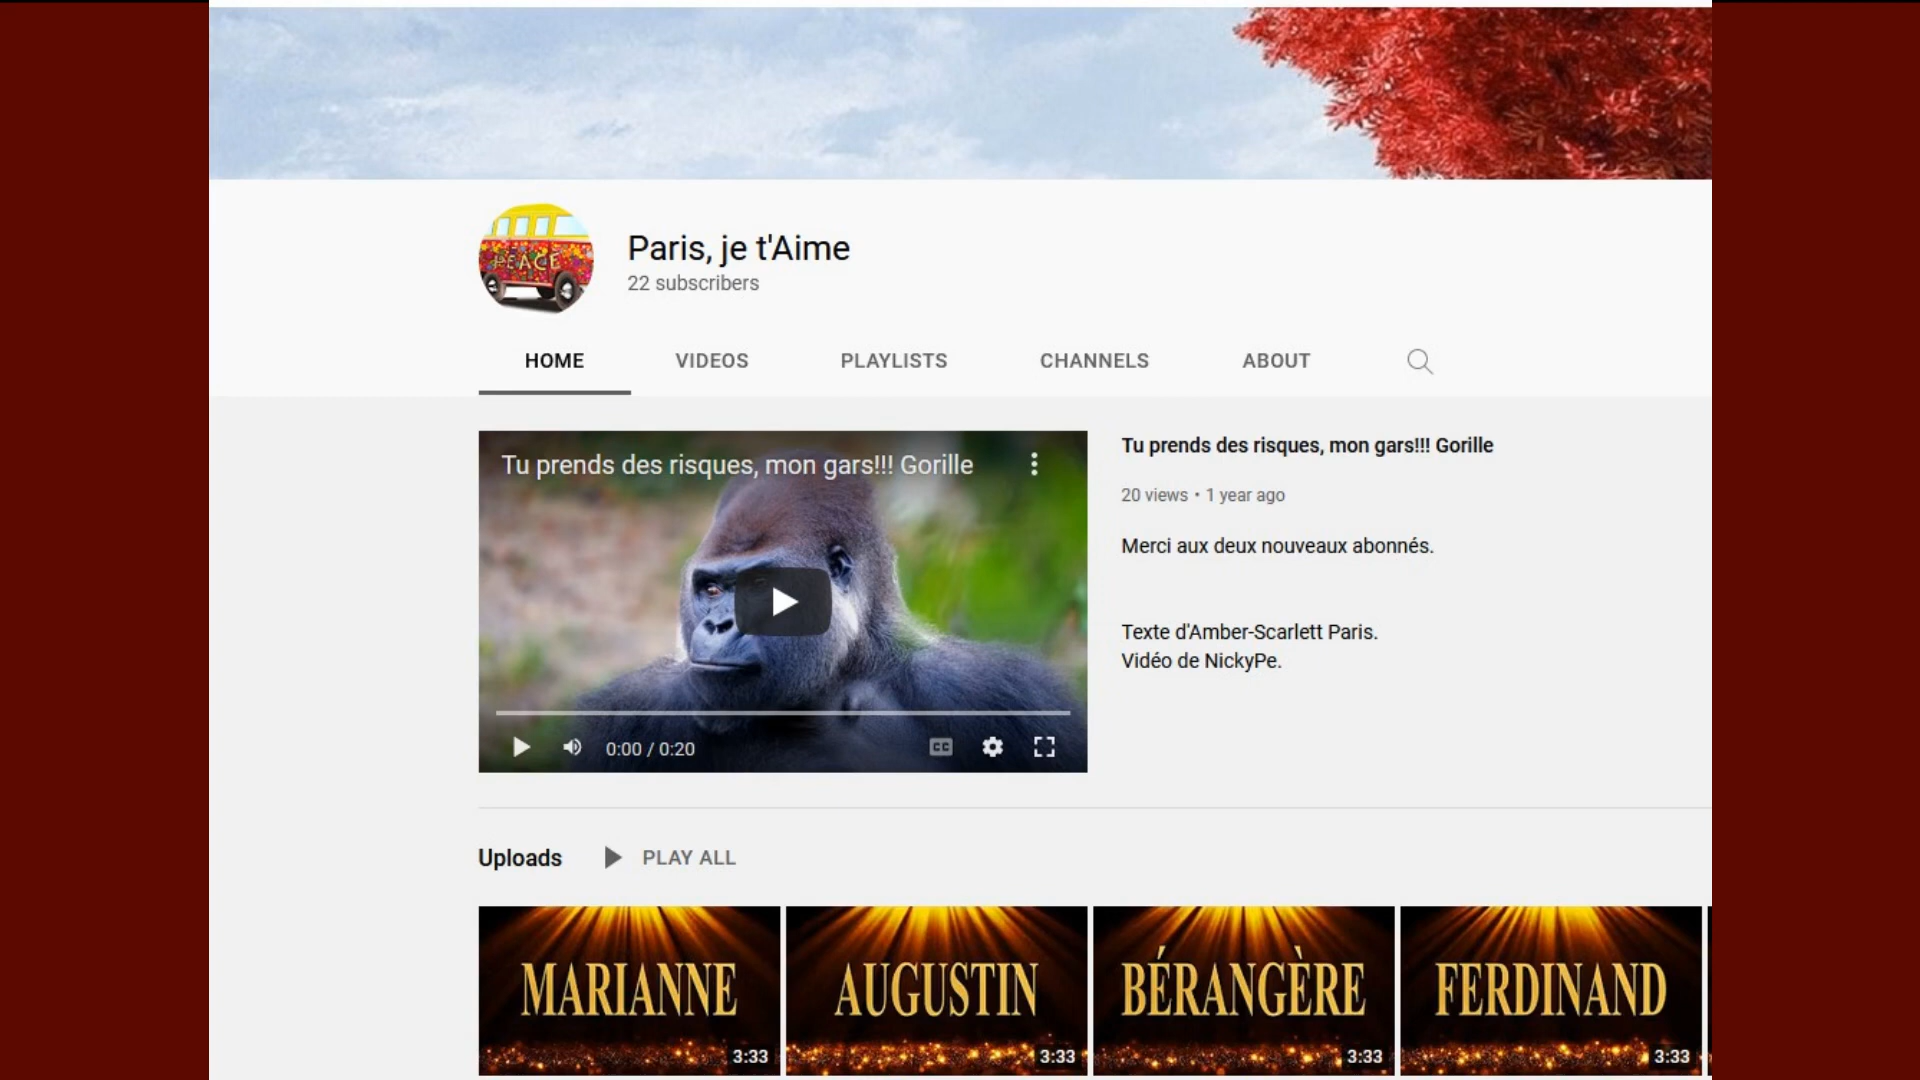 PEACE
Paris, je t'Aime
22 subscribers
HOME VIDEOS PLAYLISTS CHANNELS ABOUT
Tu prends des risques, mon gars!!! Gorille
0:00 / 0:20
CC
Tu prends des risques, mon gars!!! Gorille
20 views • 1 year ago
Merci aux deux nouveaux abonnés.
Texte d'Amber-Scarlett Paris.
Vidéo de NickyPe.
Uploads PLAY ALL
MARIANNE
3:33
AUGUSTIN
3:33
BÉRANGÈRE
3:33
FERDINAND
3:33